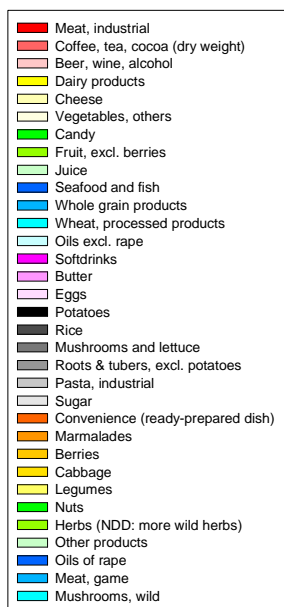 Meat, industrial
Coffee, tea, cocoa (dry weight)
Beer, wine, alcohol
Dairy products
Cheese
Vegetables, others
Candy
Fruit, excl. berries
Juice
Seafood and fish
Whole grain products
Wheat, processed products
Oils excl. rape
Softdrinks
Butter
Eggs
Potatoes
Rice
Mushrooms and lettuce
Roots & tubers, excl. potatoes
Pasta, industrial
Sugar
Convenience (ready-prepared dish)
Marmalades
Berries
Cabbage
Legumes
Nuts
Herbs (NDD: more wild herbs)
Other products
Oils of rape
Meat, game
Mushrooms, wild